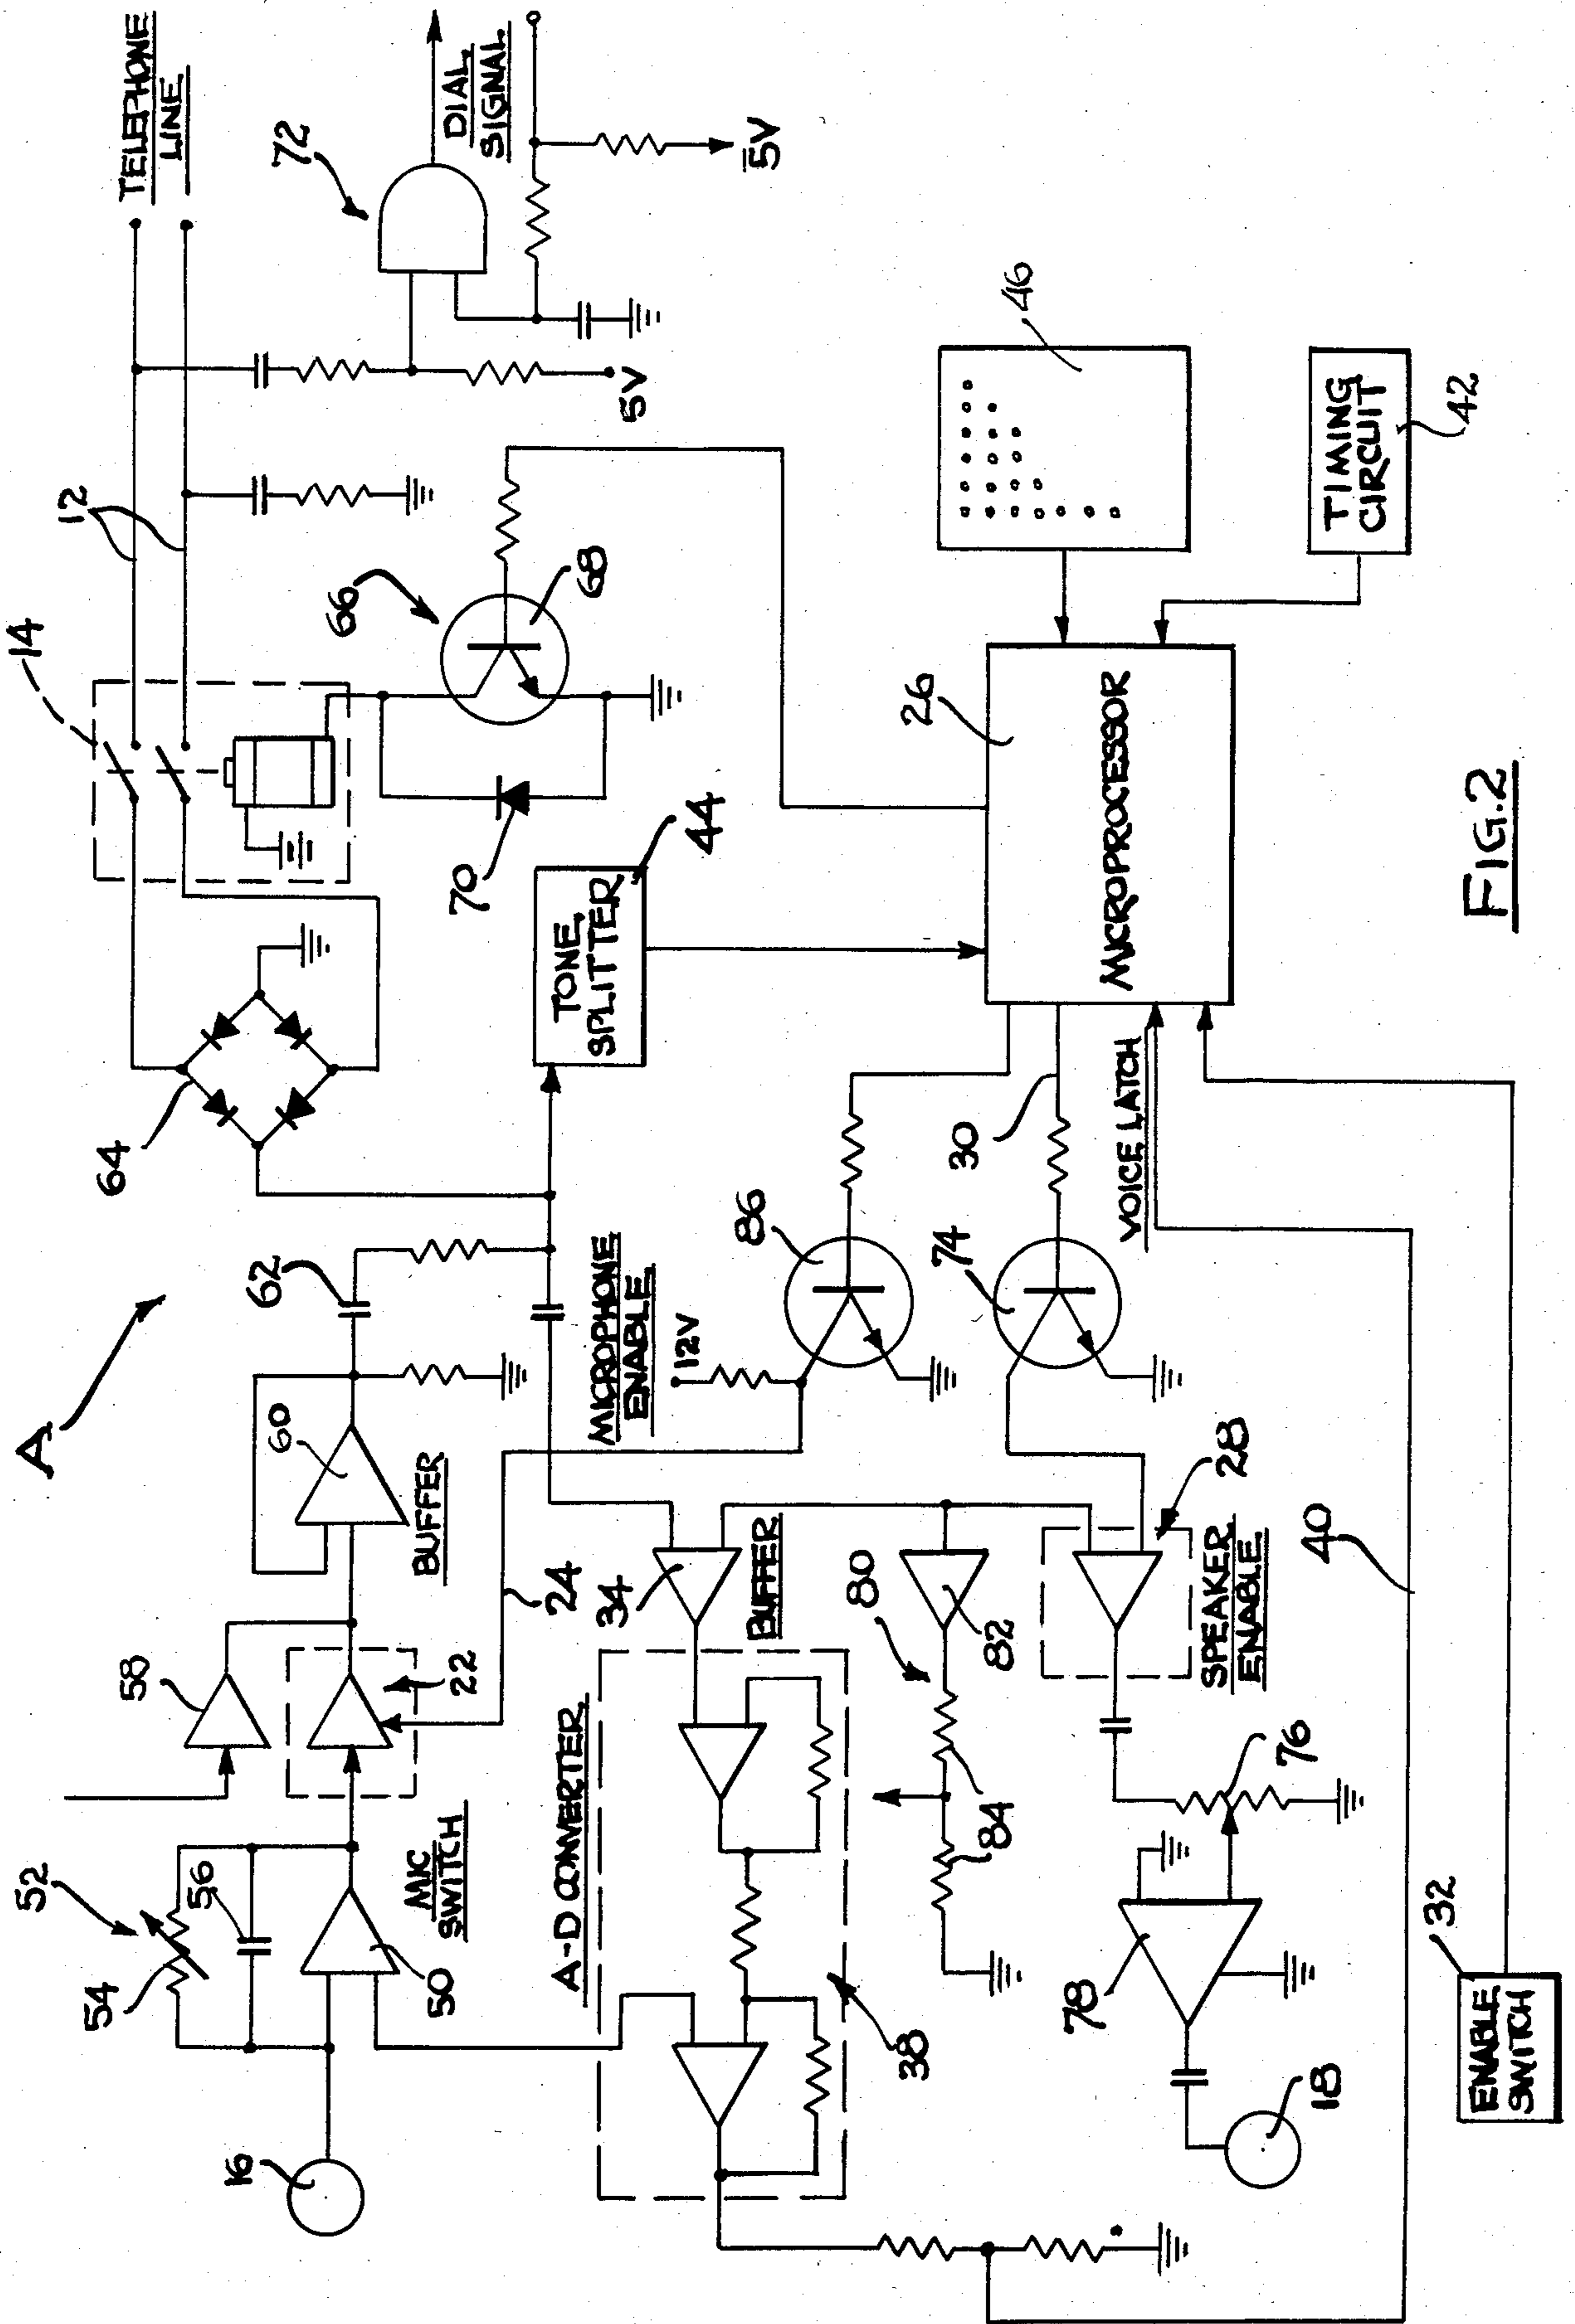 A
TELEPHONE
LINE
12
14
DIAL
SIGNAL
72
5V
5V
66
68
70
64
62
60
BUFFER
58
22
24
52
54
56
50
MIC
SWITCH
16
TONE
SPLITTER
44
MICROPHONE
ENABLE
12V
34
BUFFER
A-D CONVERTER
38
80
82
84
86
74
30
VOICE LATCH
26
MICROPROCESSOR
46
TIMING
CIRCUIT
42
28
SPEAKER
ENABLE
76
78
18
40
32
ENABLE
SWITCH
FIG.2